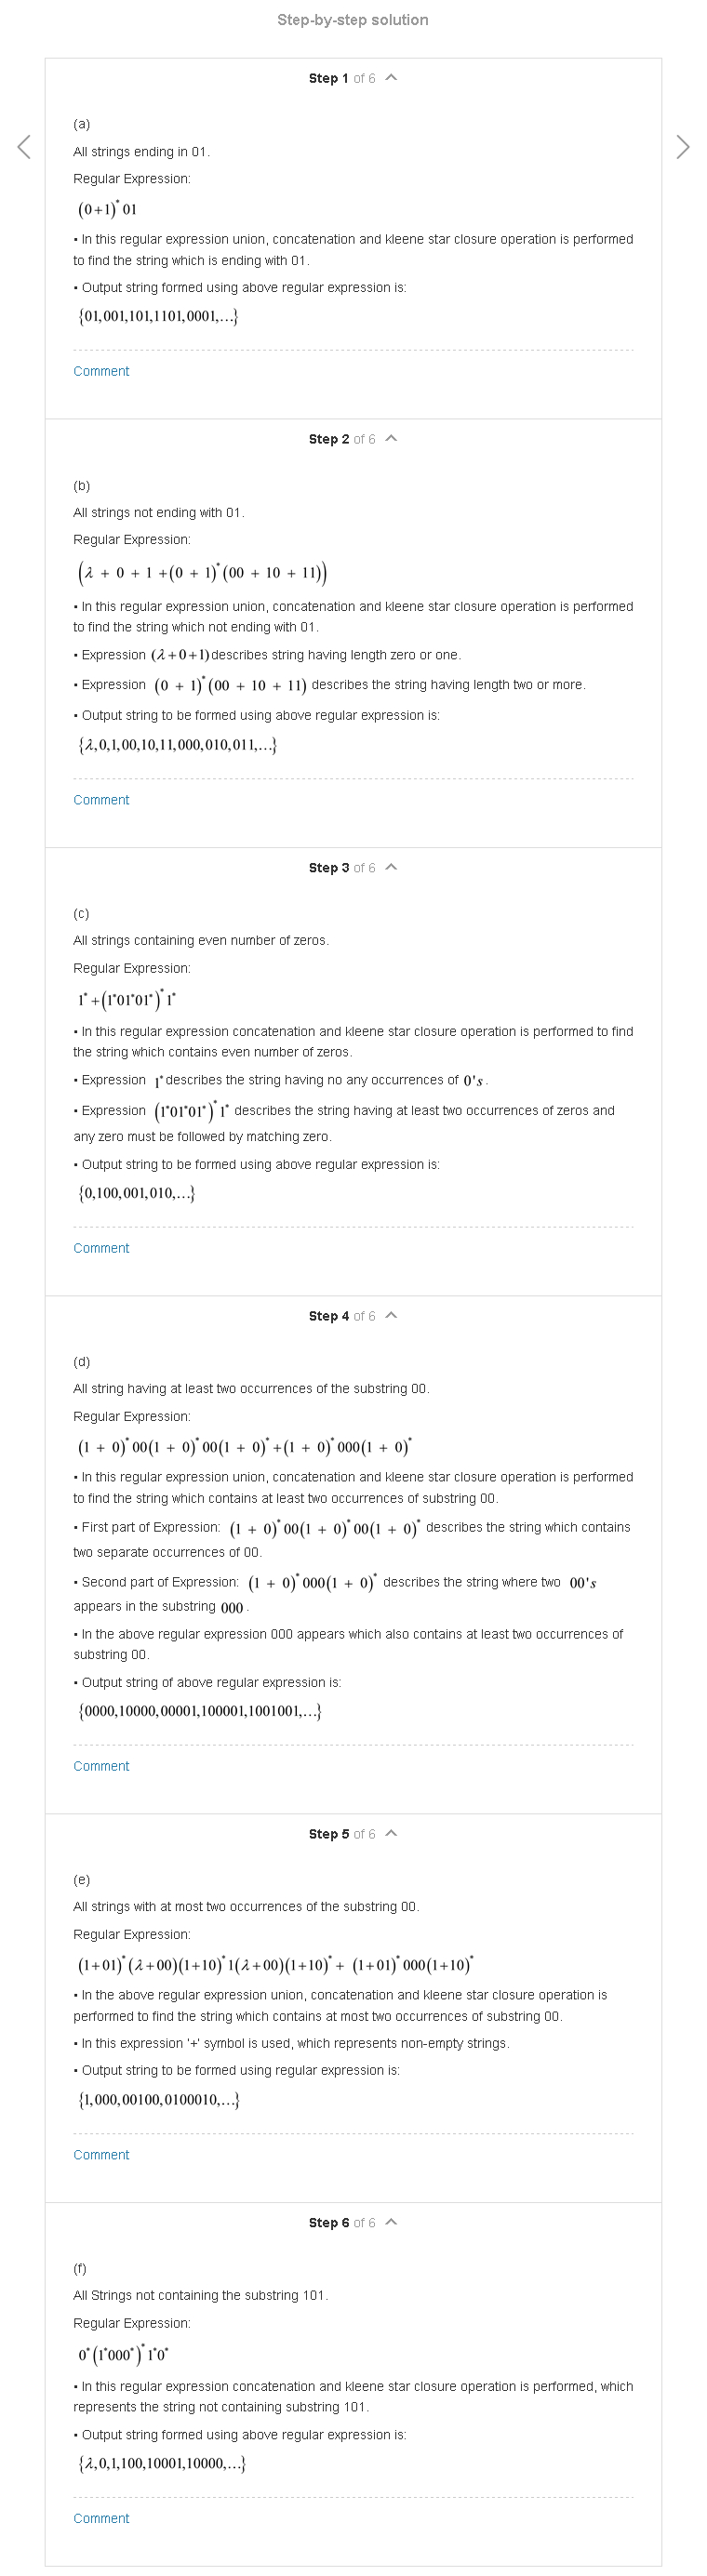 Step-by-step solution
Step 1 of 6
(a)
All strings ending in 01.
Regular Expression:
(0+1)* 01
▪ In this regular expression union, concatenation and kleene star closure operation is performed
to find the string which is ending with 01.
▪ Output string formed using above regular expression is:
{01,001,101,1101,0001,...}
Comment
Step 2 of 6
(b)
All strings not ending with 01.
Regular Expression:
(λ + 0 + 1 +(0 + 1)* (00 + 10 + 11))
▪ In this regular expression union, concatenation and kleene star closure operation is performed
to find the string which not ending with 01.
▪ Expression (λ+0+1) describes string having length zero or one.
▪ Expression (0 + 1)* (00 + 10 + 11) describes the string having length two or more.
▪ Output string to be formed using above regular expression is:
{λ,0,1,00,10,11,000,010,011,...}
Comment
Step 3 of 6
(c)
All strings containing even number of zeros.
Regular Expression:
1* +(1*01*01*)* 1*
▪ In this regular expression concatenation and kleene star closure operation is performed to find
the string which contains even number of zeros.
▪ Expression 1* describes the string having no any occurrences of 0's.
▪ Expression (1*01*01*)* 1* describes the string having at least two occurrences of zeros and
any zero must be followed by matching zero.
▪ Output string to be formed using above regular expression is:
{0,100,001,010,...}
Comment
Step 4 of 6
(d)
All string having at least two occurrences of the substring 00.
Regular Expression:
(1 + 0)* 00(1 + 0)* 00(1 + 0)* +(1 + 0)* 000(1 + 0)*
▪ In this regular expression union, concatenation and kleene star closure operation is performed
to find the string which contains at least two occurrences of substring 00.
▪ First part of Expression: (1 + 0)* 00(1 + 0)* 00(1 + 0)* describes the string which contains
two separate occurrences of 00.
▪ Second part of Expression: (1 + 0)* 000(1 + 0)* describes the string where two 00's
appears in the substring 000.
▪ In the above regular expression 000 appears which also contains at least two occurrences of
substring 00.
▪ Output string of above regular expression is:
{0000,10000,00001,100001,1001001,...}
Comment
Step 5 of 6
(e)
All strings with at most two occurrences of the substring 00.
Regular Expression:
(1+01)* (λ+00)(1+10)* 1(λ+00)(1+10)* + (1+01)* 000(1+10)*
▪ In the above regular expression union, concatenation and kleene star closure operation is
performed to find the string which contains at most two occurrences of substring 00.
▪ In this expression '+' symbol is used, which represents non-empty strings.
▪ Output string to be formed using regular expression is:
{1,000,00100,0100010,...}
Comment
Step 6 of 6
(f)
All Strings not containing the substring 101.
Regular Expression:
0* (1*000*)* 1*0*
▪ In this regular expression concatenation and kleene star closure operation is performed, which
represents the string not containing substring 101.
▪ Output string formed using above regular expression is:
{λ,0,1,100,10001,10000,...}
Comment